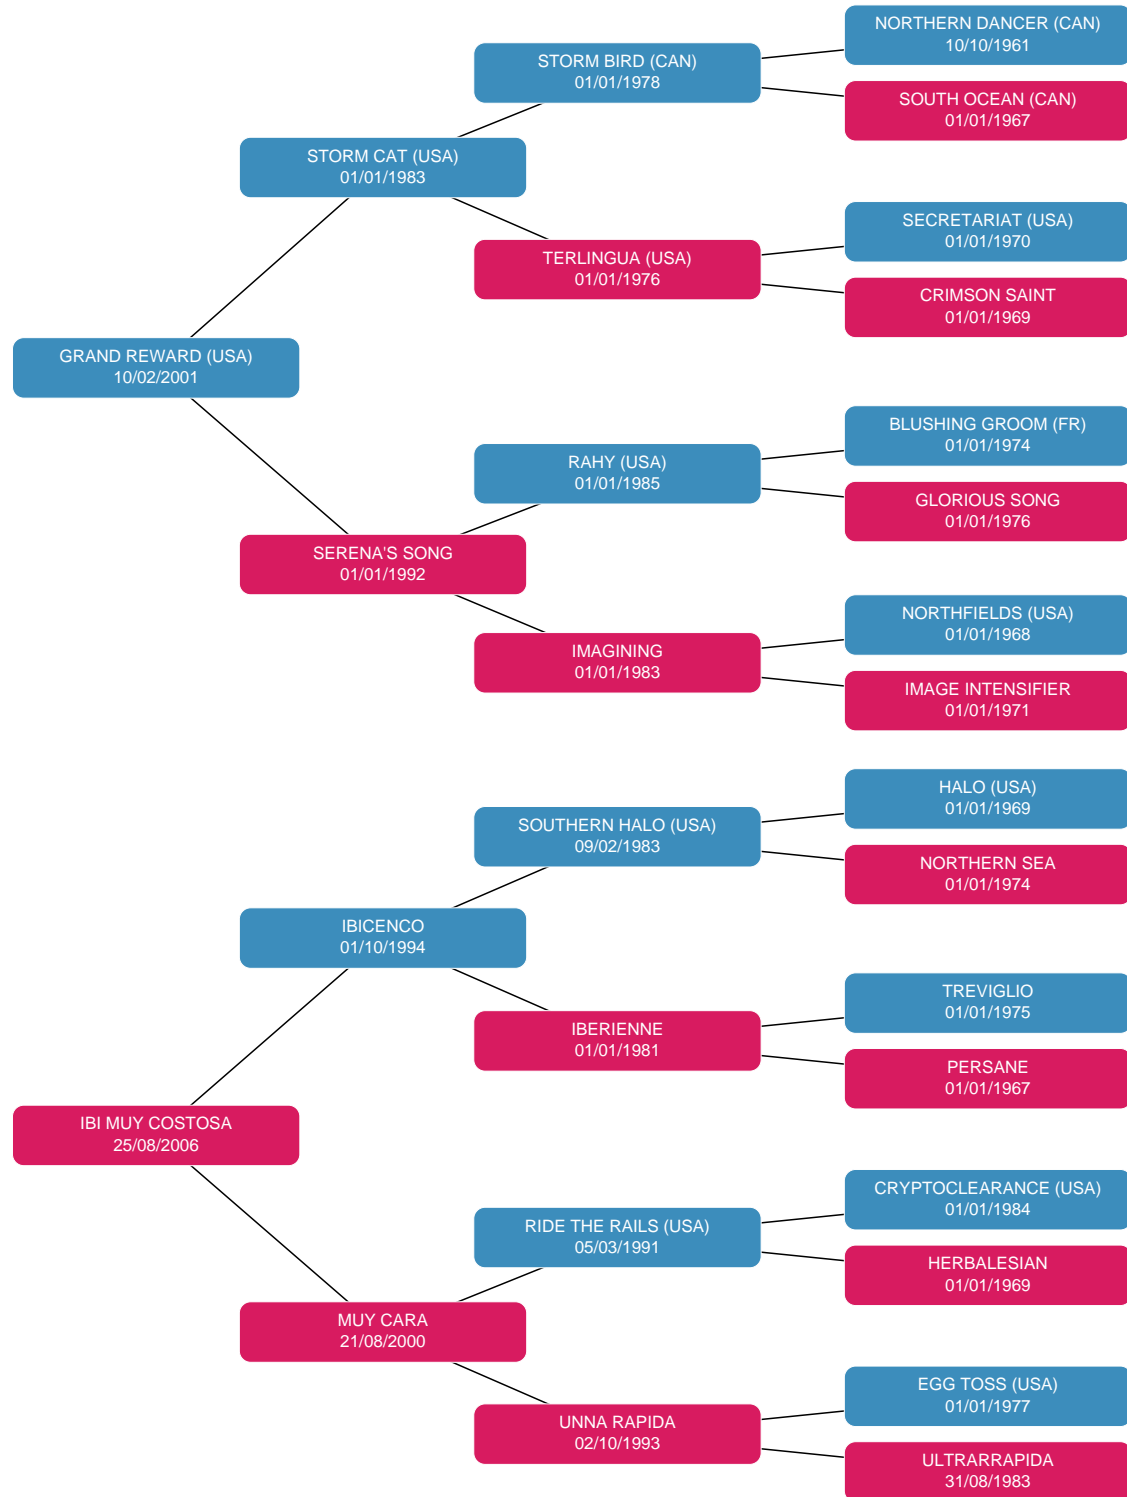 NORTHERN DANCER (CAN)
10/10/1961
STORM BIRD (CAN)
01/01/1978
SOUTH OCEAN (CAN)
01/01/1967
STORM CAT (USA)
01/01/1983
SECRETARIAT (USA)
01/01/1970
TERLINGUA (USA)
01/01/1976
CRIMSON SAINT
01/01/1969
GRAND REWARD (USA)
10/02/2001
BLUSHING GROOM (FR)
01/01/1974
RAHY (USA)
01/01/1985
GLORIOUS SONG
01/01/1976
SERENA'S SONG
01/01/1992
NORTHFIELDS (USA)
01/01/1968
IMAGINING
01/01/1983
IMAGE INTENSIFIER
01/01/1971
HALO (USA)
01/01/1969
SOUTHERN HALO (USA)
09/02/1983
NORTHERN SEA
01/01/1974
IBICENCO
01/10/1994
TREVIGLIO
01/01/1975
IBERIENNE
01/01/1981
PERSANE
01/01/1967
IBI MUY COSTOSA
25/08/2006
CRYPTOCLEARANCE (USA)
01/01/1984
RIDE THE RAILS (USA)
05/03/1991
HERBALESIAN
01/01/1969
MUY CARA
21/08/2000
EGG TOSS (USA)
01/01/1977
UNNA RAPIDA
02/10/1993
ULTRARRAPIDA
31/08/1983